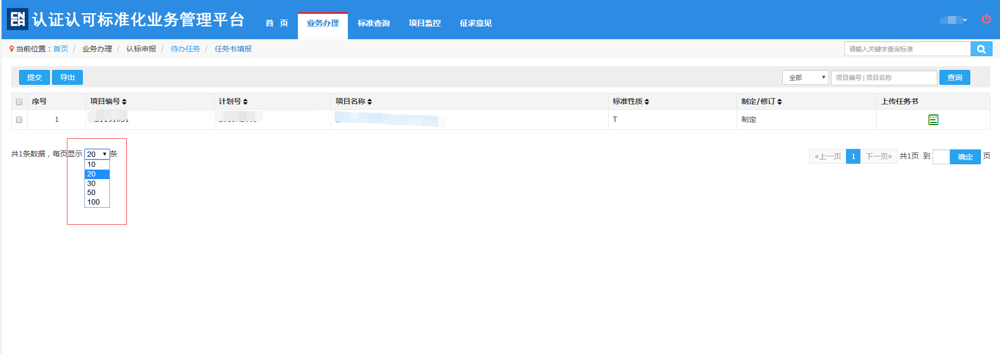 CNCA 认证认可标准化业务管理平台 首 页 业务办理 标准查询 项目监控 征求意见
当前位置：首页 / 业务办理 / 认标申报 / 待办任务 / 任务书填报 请输入关键字查询标准
提交 导出 全部 项目编号 | 项目名称 查询
序号 项目编号 计划号 项目名称 标准性质 制定/修订 上传任务书
1 T 制定
共1条数据，每页显示 20 条 «上一页 1 下一页» 共1页 到 确定 页
10
20
30
50
100